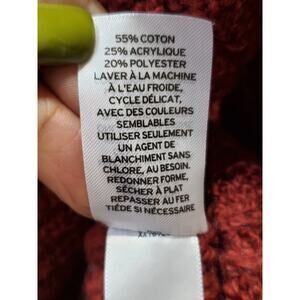 55% COTON
25% ACRYLIQUE
20% POLYESTER
LAVER À LA MACHINE
À L'EAU FROIDE,
CYCLE DÉLICAT,
AVEC DES COULEURS
SEMBLABLES
UTILISER SEULEMENT
UN AGENT DE
BLANCHIMENT SANS
CHLORE, AU BESOIN.
REDONNER FORME,
SÉCHER À PLAT
REPASSER AU FER
TIÉDE SI NÉCESSAIRE